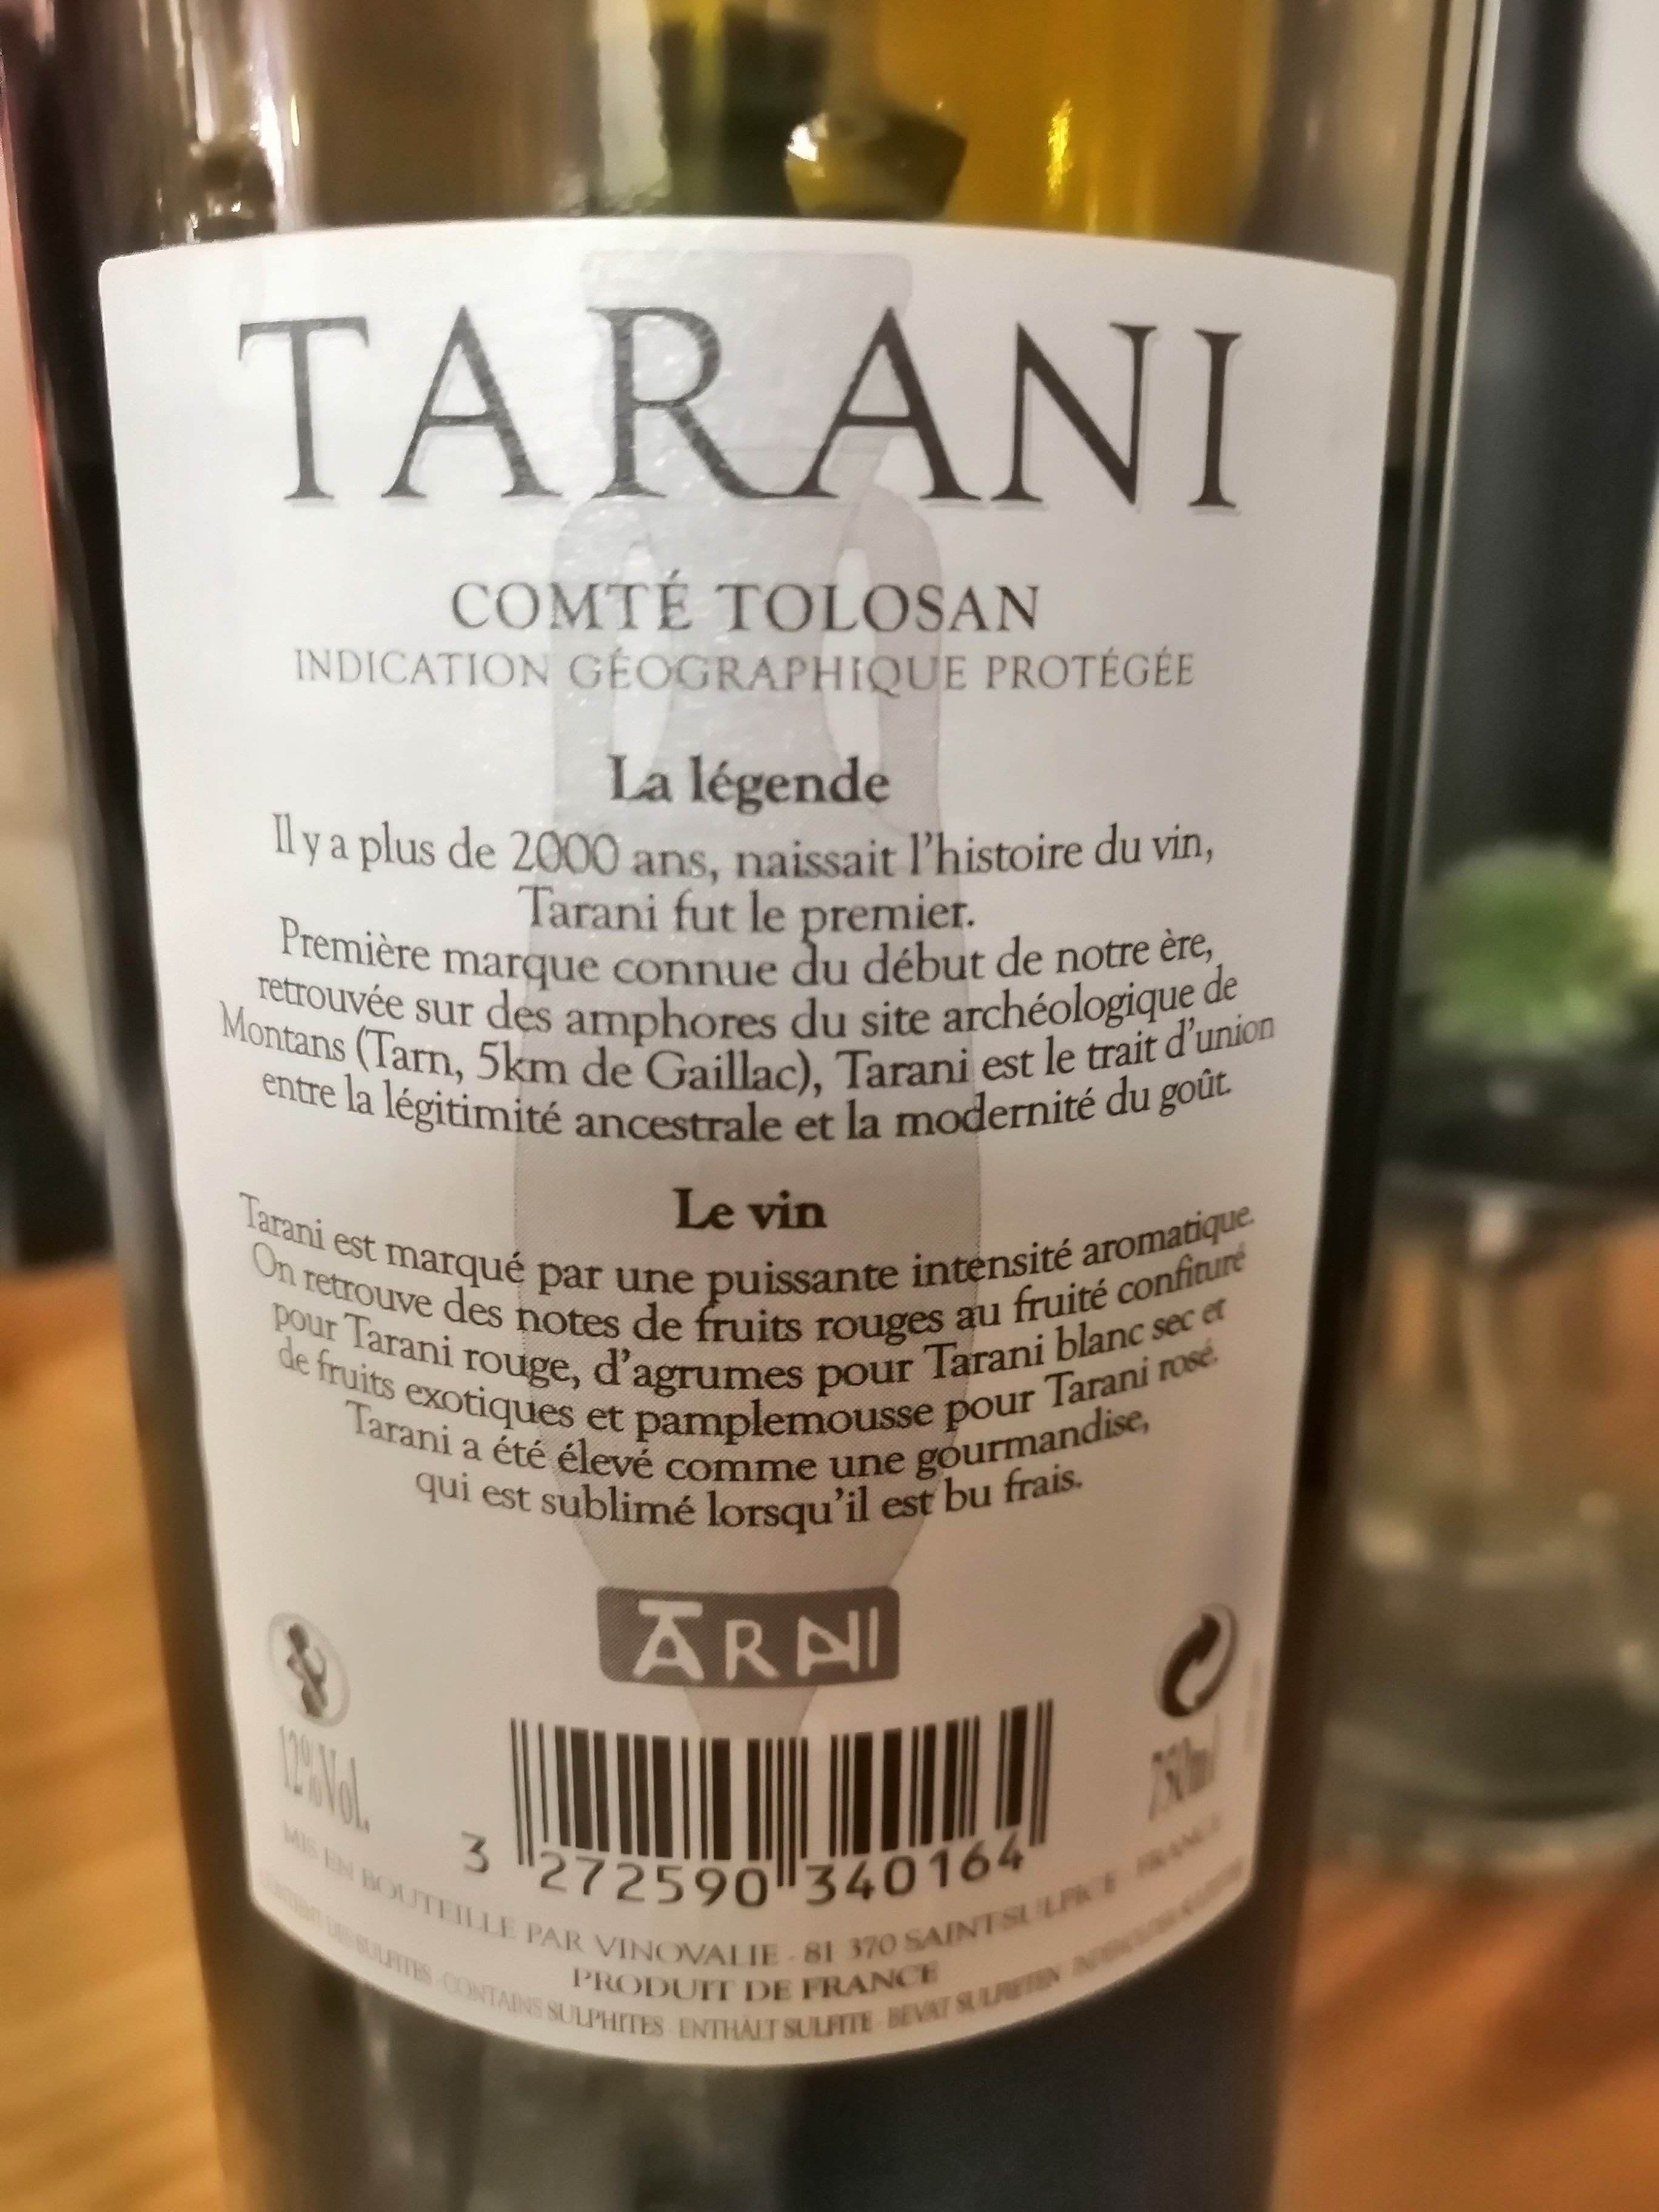 TARANI
COMTÉ TOLOSAN
INDICATION GÉOGRAPHIQUE PROTÉGÉE
La légende
Il y a plus de 2000 ans, naissait l'histoire du vin,
Tarani fut le premier.
Première marque connue du début de notre ère,
retrouvée sur des amphores du site archéologique de
Montans (Tarn, 5km de Gaillac), Tarani est le trait d'union
entre la légitimité ancestrale et la modernité du goût.
Le vin
Tarani est marqué par une puissante intensité aromatique.
On retrouve des notes de fruits rouges au fruité confituré
pour Tarani rouge, d'agrumes pour Tarani blanc sec et
de fruits exotiques et pamplemousse pour Tarani rosé.
Tarani a été élevé comme une gourmandise,
qui est sublimé lorsqu'il est bu frais.
TARANI
12%Vol.
750ml
3 272590 340164
MIS EN BOUTEILLE PAR VINOVALIE - 81 370 SAINT-SULPICE - FRANCE
PRODUIT DE FRANCE
CONTIENT DES SULFITES - CONTAINS SULPHITES ENTHÄLT SULFITE - BEVAT SULFIETEN